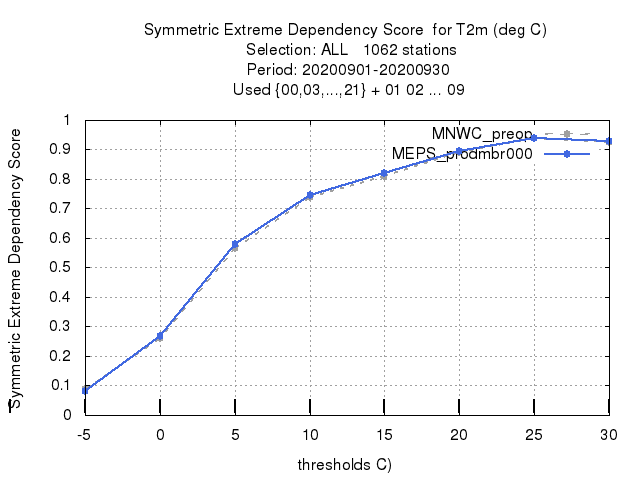 Symmetric Extreme Dependency Score  for T2m (deg C)
Selection: ALL   1062 stations
Period: 20200901-20200930
Used {00,03,...,21} + 01 02 ... 09
Symmetric Extreme Dependency Score
MNWC_preop
MEPS_prodmbr000
1
0.9
0.8
0.7
0.6
0.5
0.4
0.3
0.2
0.1
0
-5
0
5
10
15
20
25
30
thresholds C)